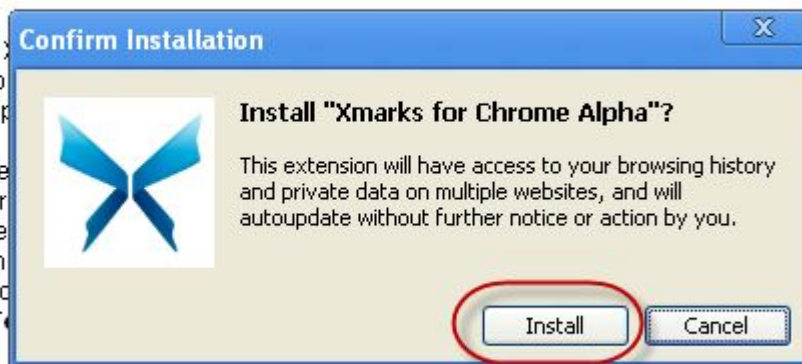 Confirm Installation
Install "Xmarks for Chrome Alpha"?
This extension will have access to your browsing history
and private data on multiple websites, and will
autoupdate without further notice or action by you.
Install
Cancel